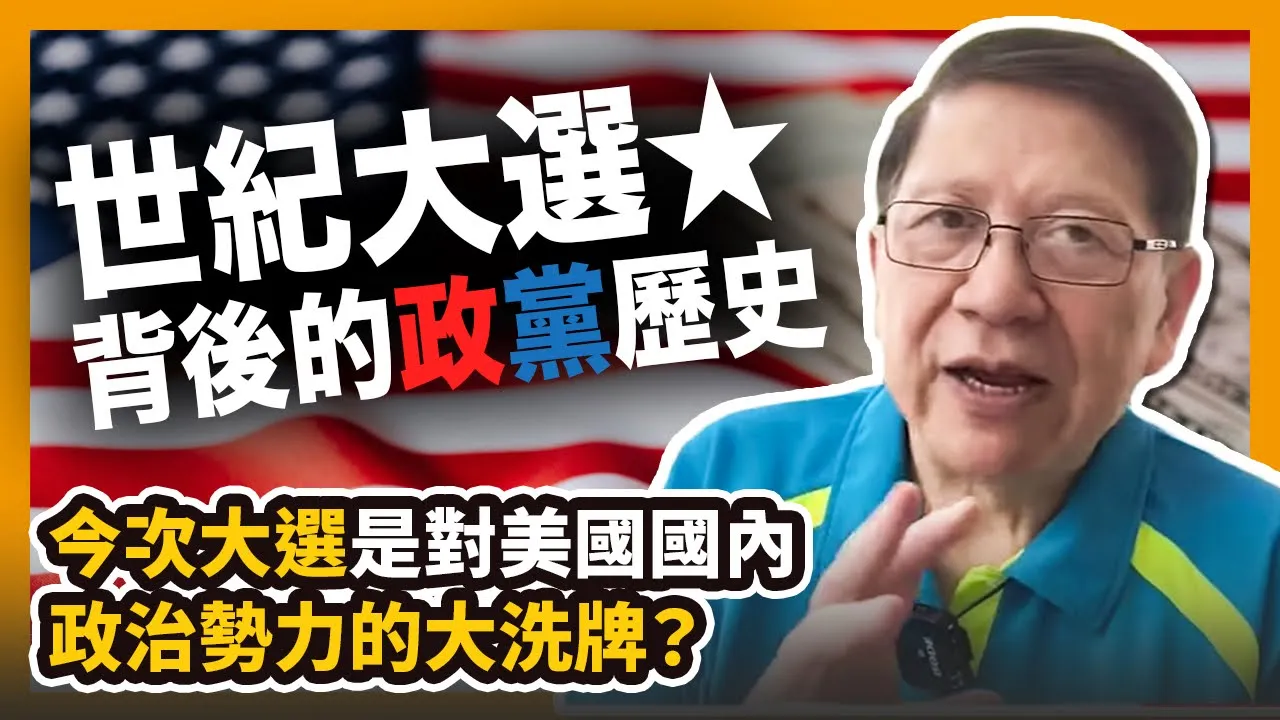 世紀大選★
背後的政黨歷史
今次大選是對美國國內
政治勢力的大洗牌？